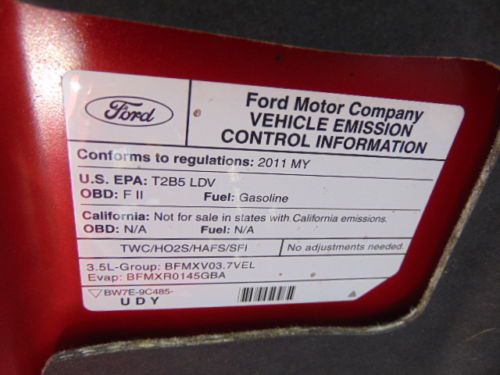 Ford
Ford Motor Company
VEHICLE EMISSION
CONTROL INFORMATION
Conforms to regulations: 2011 MY
U.S. EPA: T2B5 LDV
OBD: F II Fuel: Gasoline
California: Not for sale in states with California emissions.
OBD: N/A Fuel: N/A
TWC/HO2S/HAFS/SFI No adjustments needed.
3.5L-Group: BFMXV03.7VEL
Evap: BFMXR0145GBA
BW7E-9C485-
UDY